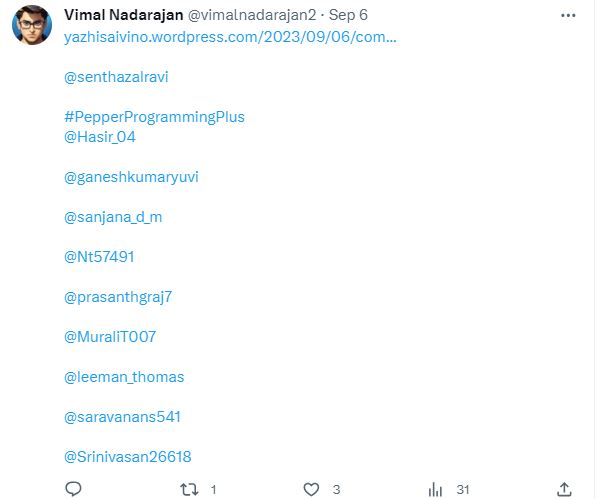 Vimal Nadarajan @vimalnadarajan2 · Sep 6
yazhisaivino.wordpress.com/2023/09/06/com...
@senthazalravi
#PepperProgrammingPlus
@Hasir_04
@ganeshkumaryuvi
@sanjana_d_m
@Nt57491
@prasanthgraj7
@MuraliT007
@leeman_thomas
@saravanans541
@Srinivasan26618
1 3 31